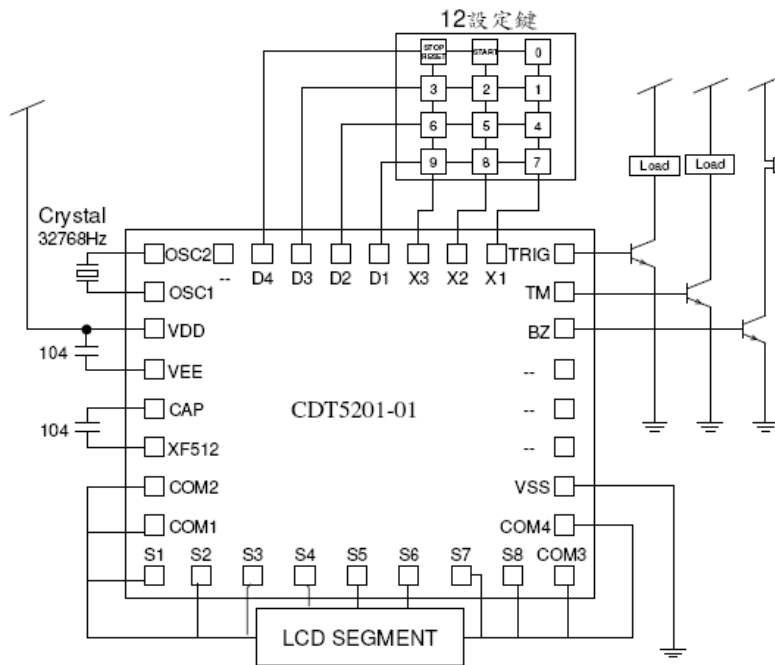 12設定鍵
STOP RESET START 0
3 2 1
6 5 4
9 8 7
Load Load
Crystal
32768Hz
OSC2 -- D4 D3 D2 D1 X3 X2 X1 TRIG
OSC1 TM
VDD BZ
104
VEE --
CAP CDT5201-01 --
104
XF512 --
COM2 VSS
COM1 COM4
S1 S2 S3 S4 S5 S6 S7 S8 COM3
LCD SEGMENT